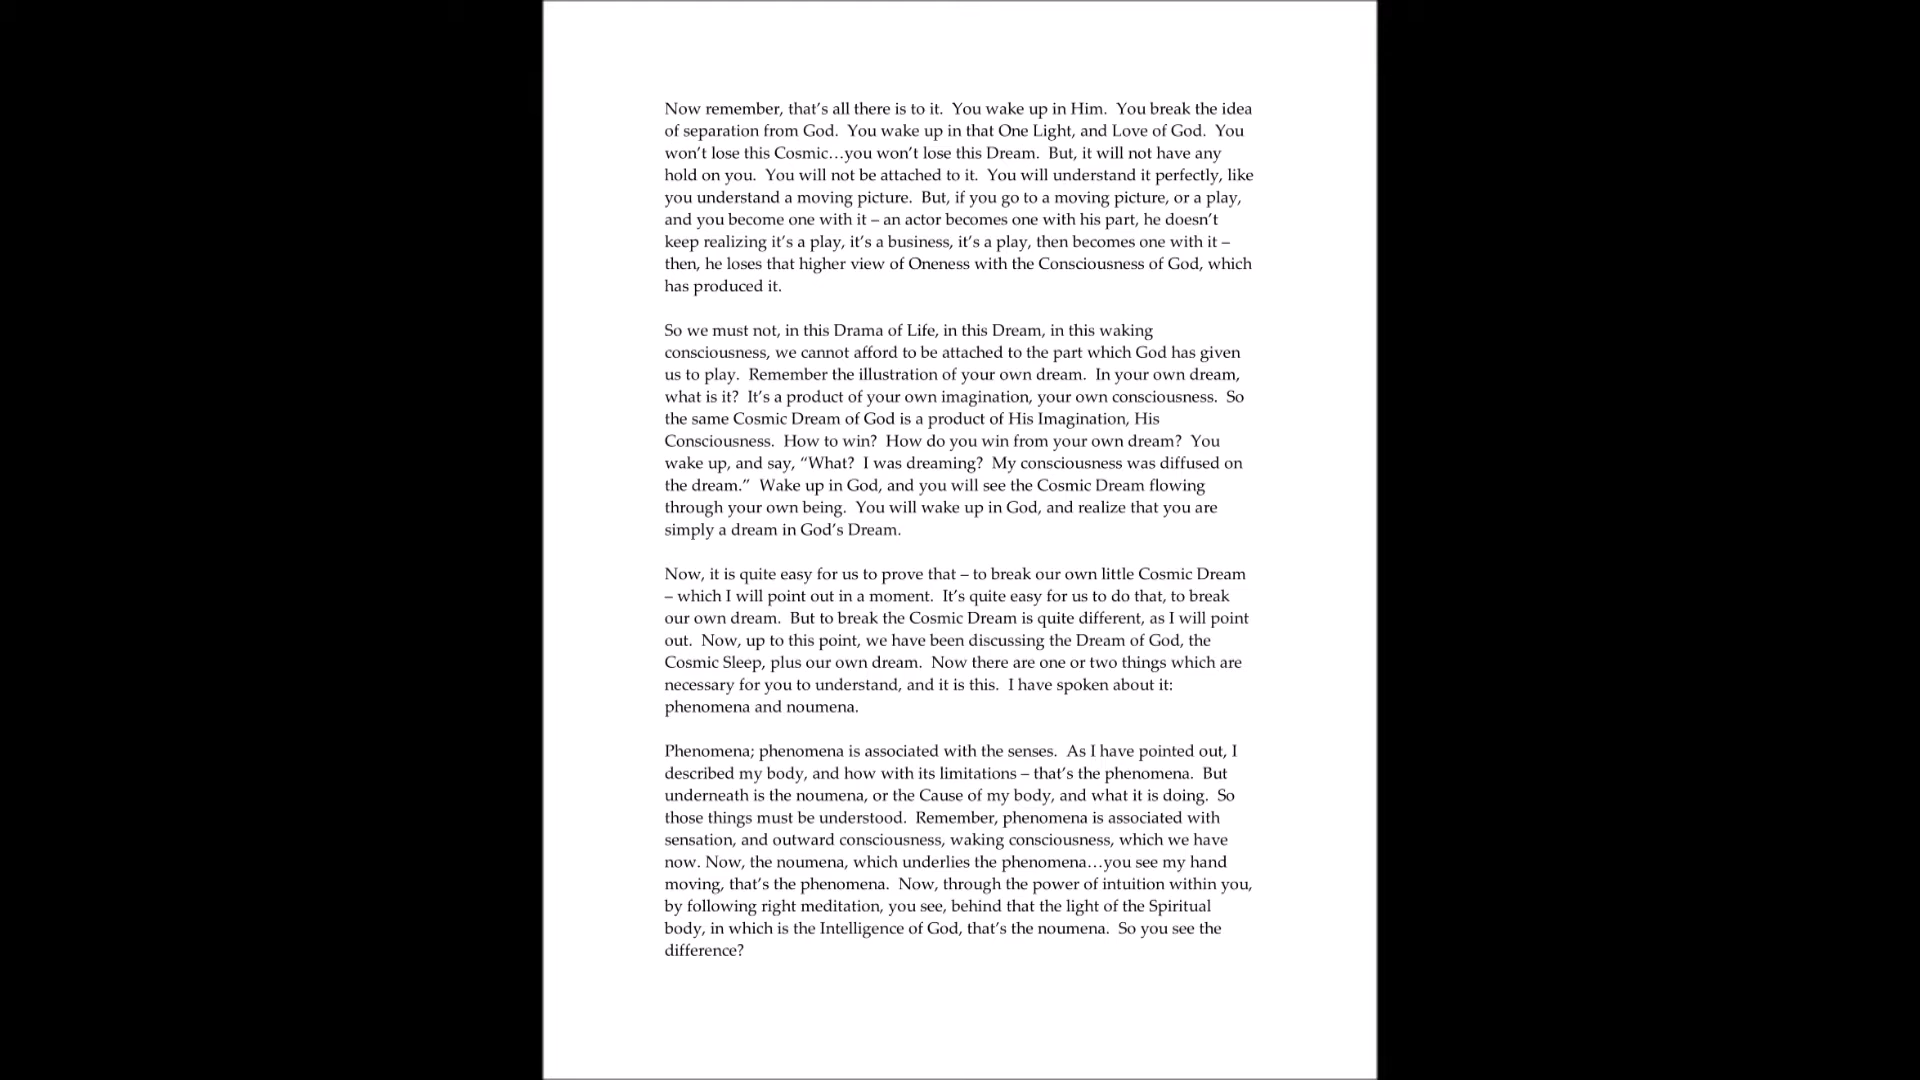 Now remember, that’s all there is to it.  You wake up in Him.  You break the idea
of separation from God.  You wake up in that One Light, and Love of God.  You
won’t lose this Cosmic…you won’t lose this Dream.  But, it will not have any
hold on you.  You will not be attached to it.  You will understand it perfectly, like
you understand a moving picture.  But, if you go to a moving picture, or a play,
and you become one with it – an actor becomes one with his part, he doesn’t
keep realizing it’s a play, it’s a business, it’s a play, then becomes one with it –
then, he loses that higher view of Oneness with the Consciousness of God, which
has produced it.
So we must not, in this Drama of Life, in this Dream, in this waking
consciousness, we cannot afford to be attached to the part which God has given
us to play.  Remember the illustration of your own dream.  In your own dream,
what is it?  It’s a product of your own imagination, your own consciousness.  So
the same Cosmic Dream of God is a product of His Imagination, His
Consciousness.  How to win?  How do you win from your own dream?  You
wake up, and say, “What?  I was dreaming?  My consciousness was diffused on
the dream.”  Wake up in God, and you will see the Cosmic Dream flowing
through your own being.  You will wake up in God, and realize that you are
simply a dream in God’s Dream.
Now, it is quite easy for us to prove that – to break our own little Cosmic Dream
– which I will point out in a moment.  It’s quite easy for us to do that, to break
our own dream.  But to break the Cosmic Dream is quite different, as I will point
out.  Now, up to this point, we have been discussing the Dream of God, the
Cosmic Sleep, plus our own dream.  Now there are one or two things which are
necessary for you to understand, and it is this.  I have spoken about it:
phenomena and noumena.
Phenomena; phenomena is associated with the senses.  As I have pointed out, I
described my body, and how with its limitations – that’s the phenomena.  But
underneath is the noumena, or the Cause of my body, and what it is doing.  So
those things must be understood.  Remember, phenomena is associated with
sensation, and outward consciousness, waking consciousness, which we have
now. Now, the noumena, which underlies the phenomena…you see my hand
moving, that’s the phenomena.  Now, through the power of intuition within you,
by following right meditation, you see, behind that the light of the Spiritual
body, in which is the Intelligence of God, that’s the noumena.  So you see the
difference?